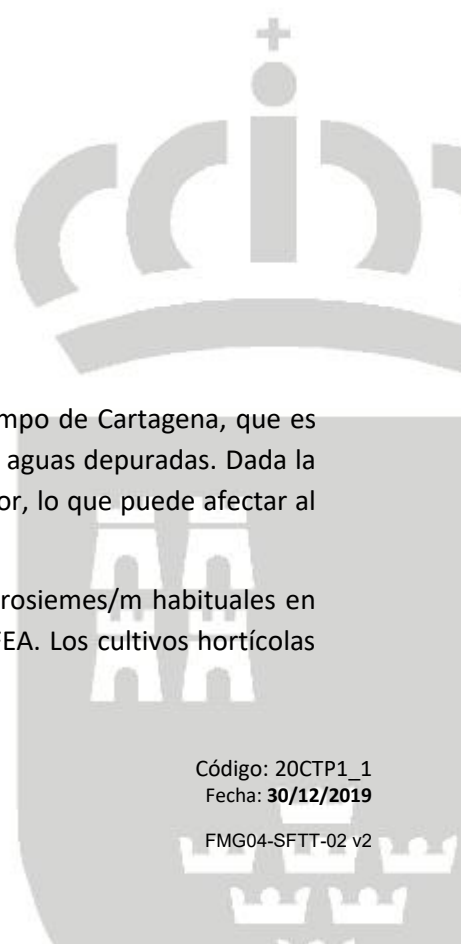 mpo de Cartagena, que es
aguas depuradas. Dada la
or, lo que puede afectar al
rosiemes/m habituales en
FEA. Los cultivos hortícolas
Código: 20CTP1_1
Fecha: 30/12/2019
FMG04-SFTT-02 v2